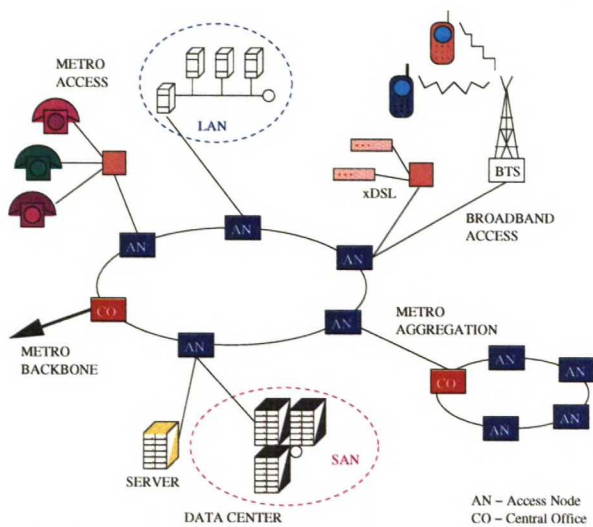 METRO
ACCESS
LAN
xDSL
BTS
BROADBAND
ACCESS
AN
AN
AN
CO
AN
AN
METRO
BACKBONE
METRO
AGGREGATION
CO
AN
AN
AN
AN
SERVER
SAN
DATA CENTER
AN – Access Node
CO – Central Office